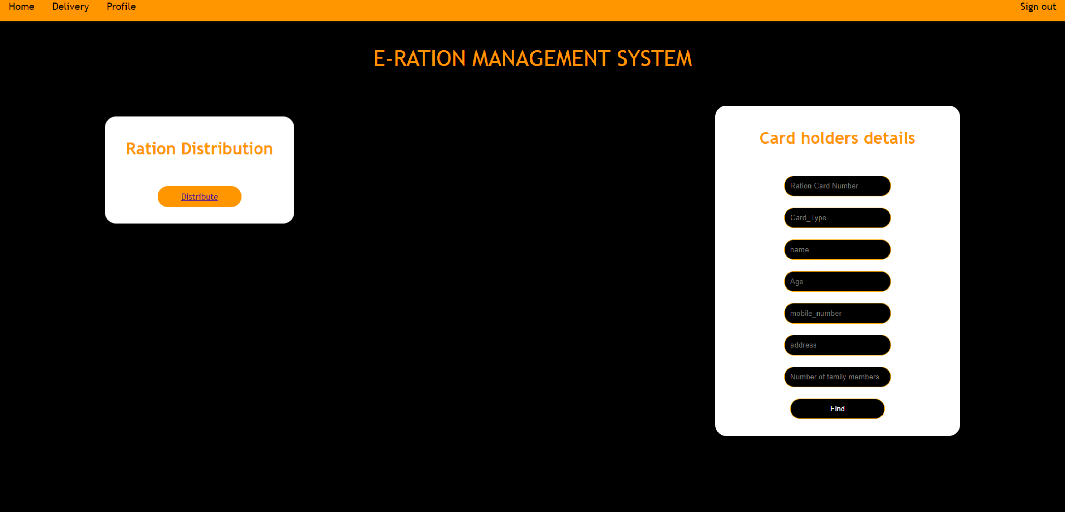 Home Delivery Profile Sign out
E-RATION MANAGEMENT SYSTEM
Ration Distribution
Distribute
Card holders details
Ration Card Number
Card_Type
name
Age
mobile_number
address
Number of family members
Find